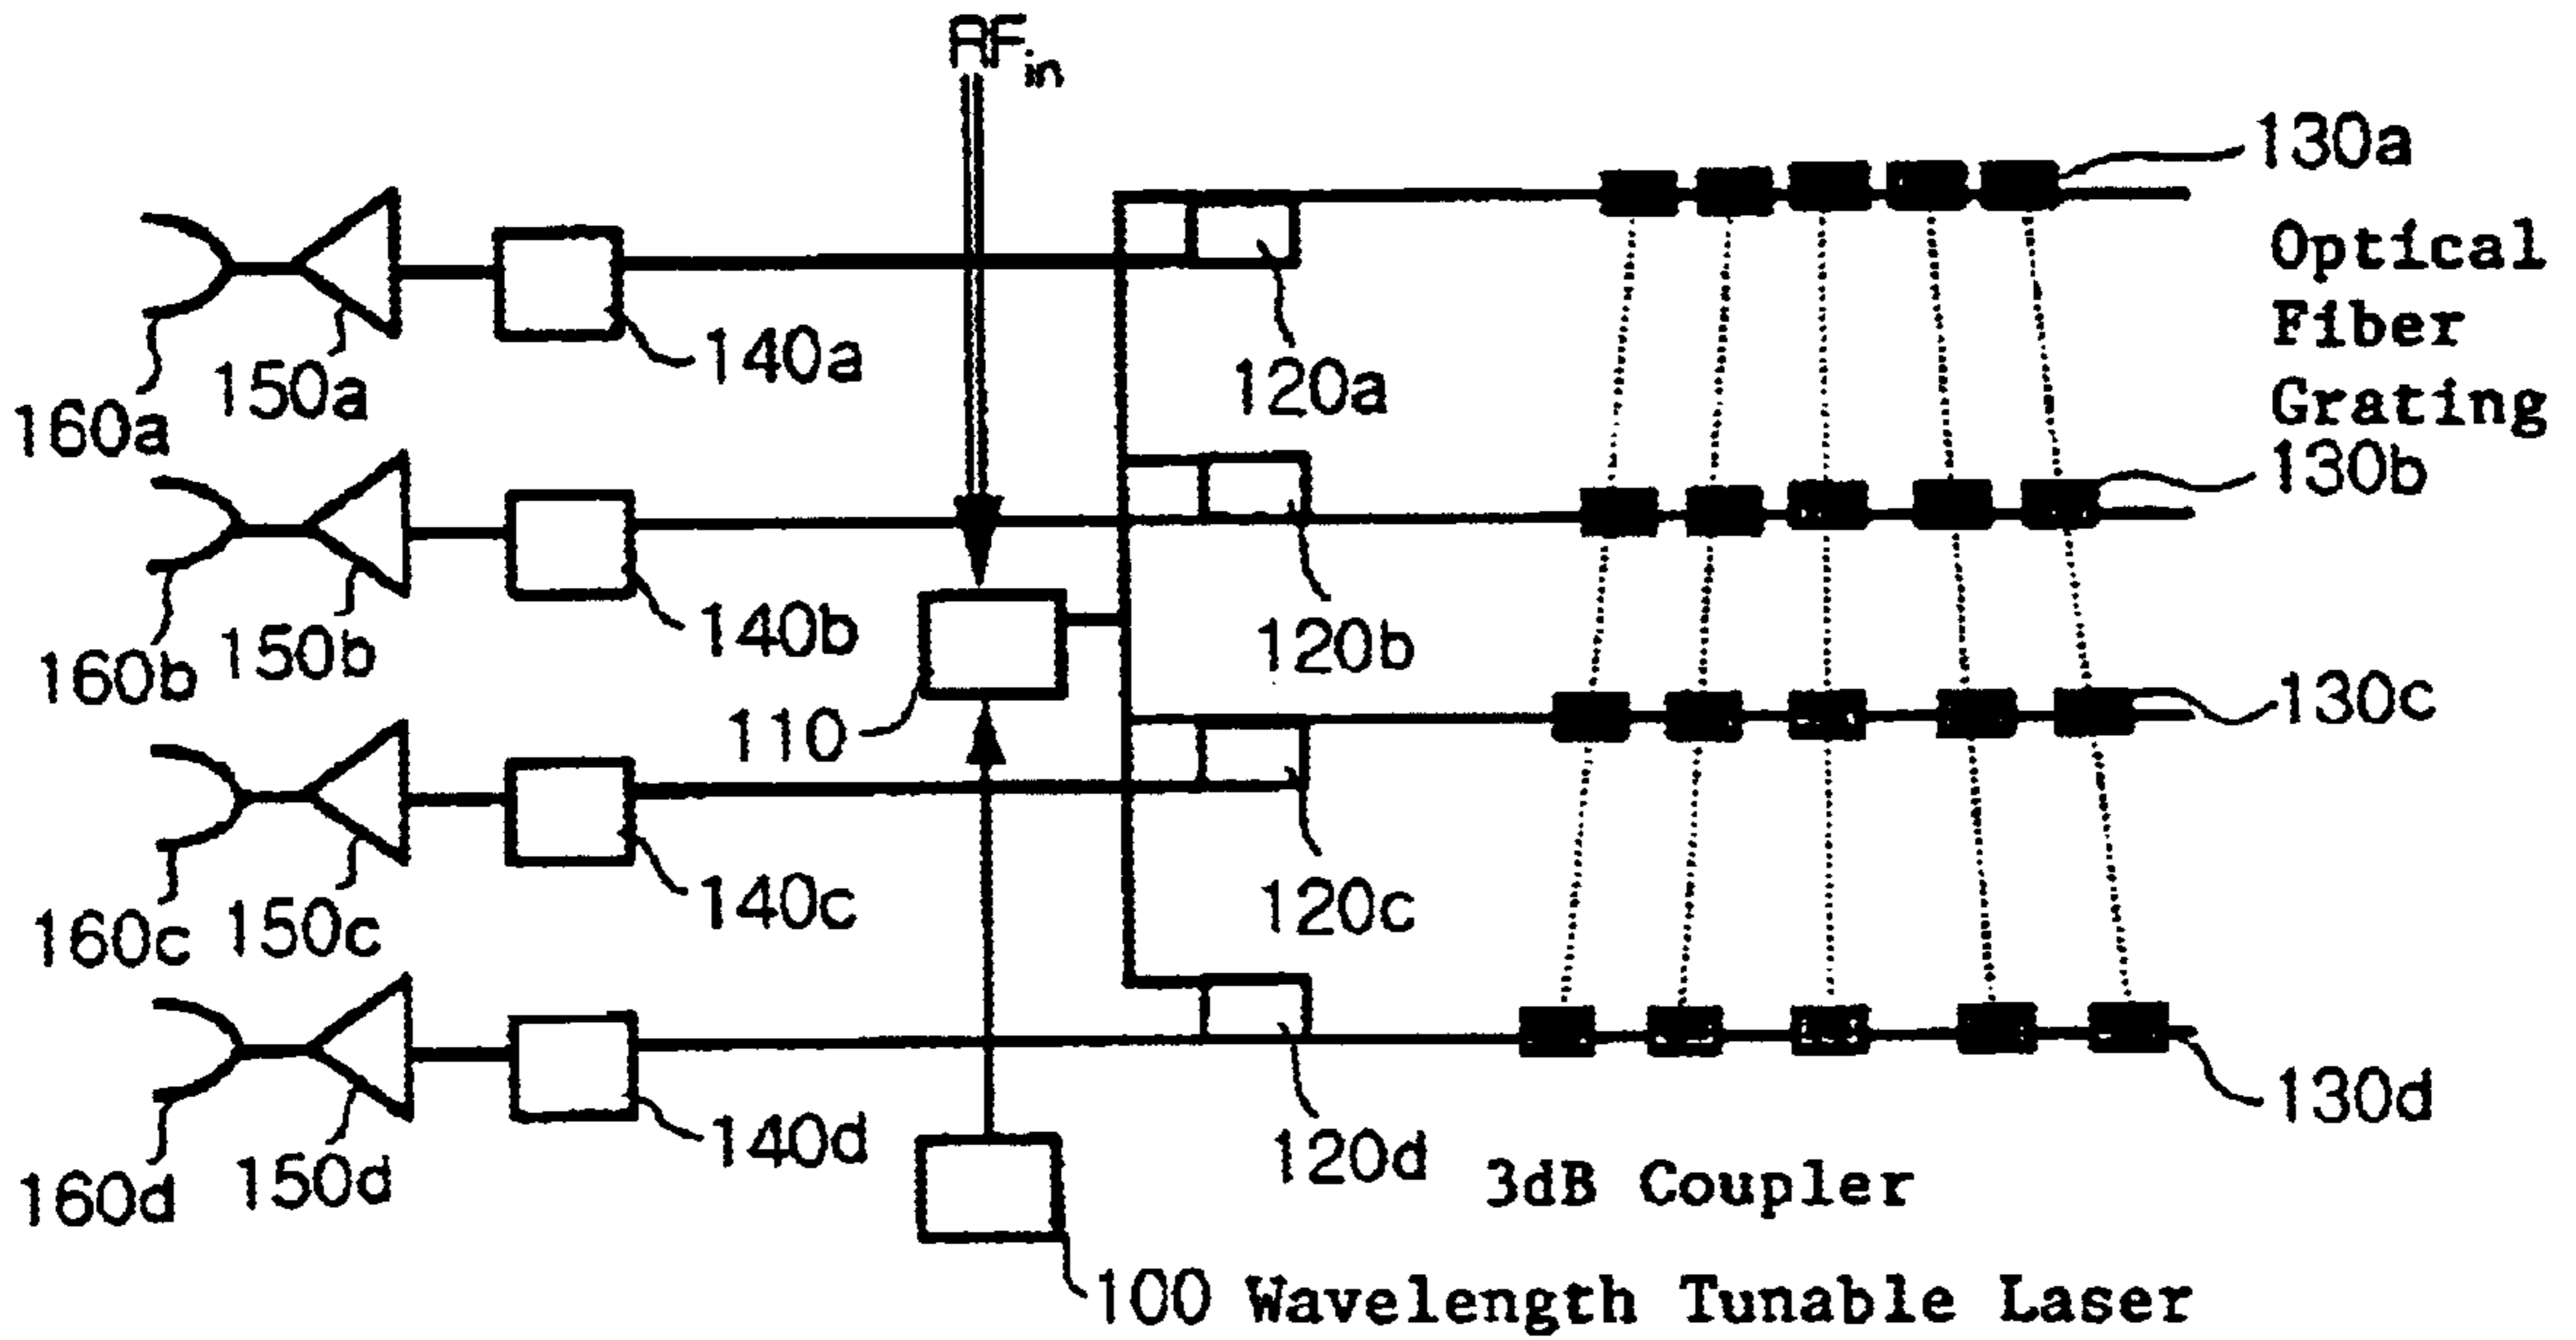 RFin
130a
Optical
Fiber
Grating
140a
120a
150a
160a
130b
140b
120b
150b
160b
130c
110
140c
120c
150c
160c
130d
140d
120d
3dB Coupler
150d
160d
100 Wavelength Tunable Laser